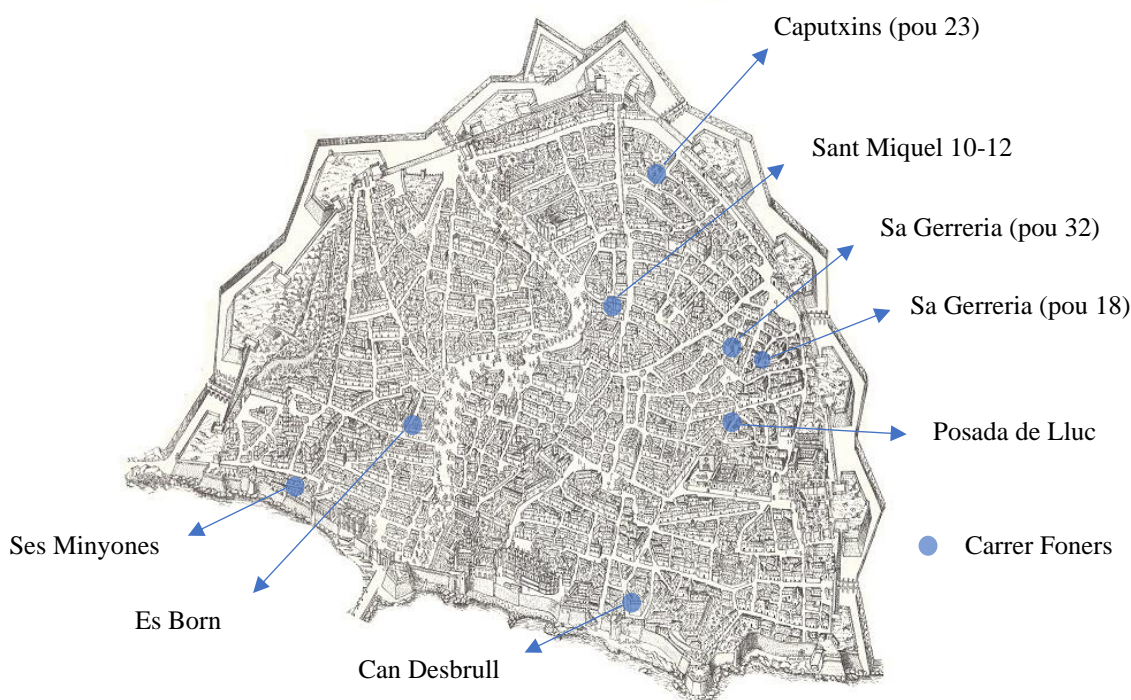 Caputxins (pou 23)
Sant Miquel 10-12
Sa Gerreria (pou 32)
Sa Gerreria (pou 18)
Posada de Lluc
Carrer Foners
Ses Minyones
Es Born
Can Desbrull